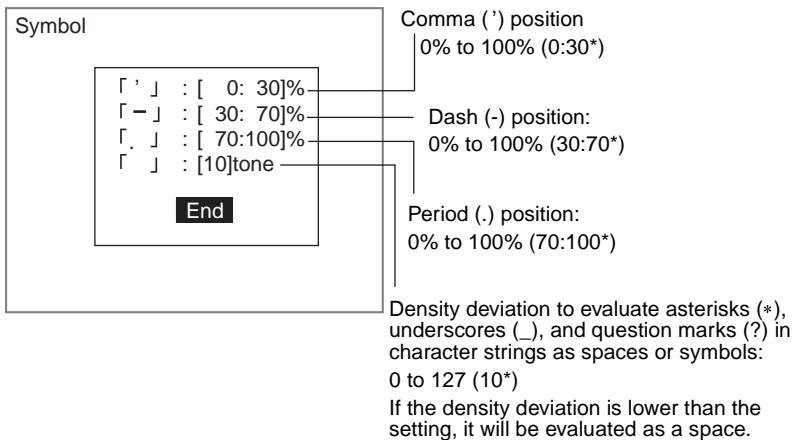 Symbol
「 ' 」 : [ 0: 30]%
「 − 」 : [ 30: 70]%
「 . 」 : [ 70:100]%
「   」 : [10]tone
End
Comma ( ') position
0% to 100% (0:30*)
Dash (-) position:
0% to 100% (30:70*)
Period (.) position:
0% to 100% (70:100*)
Density deviation to evaluate asterisks (*),
underscores (_), and question marks (?) in
character strings as spaces or symbols:
0 to 127 (10*)
If the density deviation is lower than the
setting, it will be evaluated as a space.